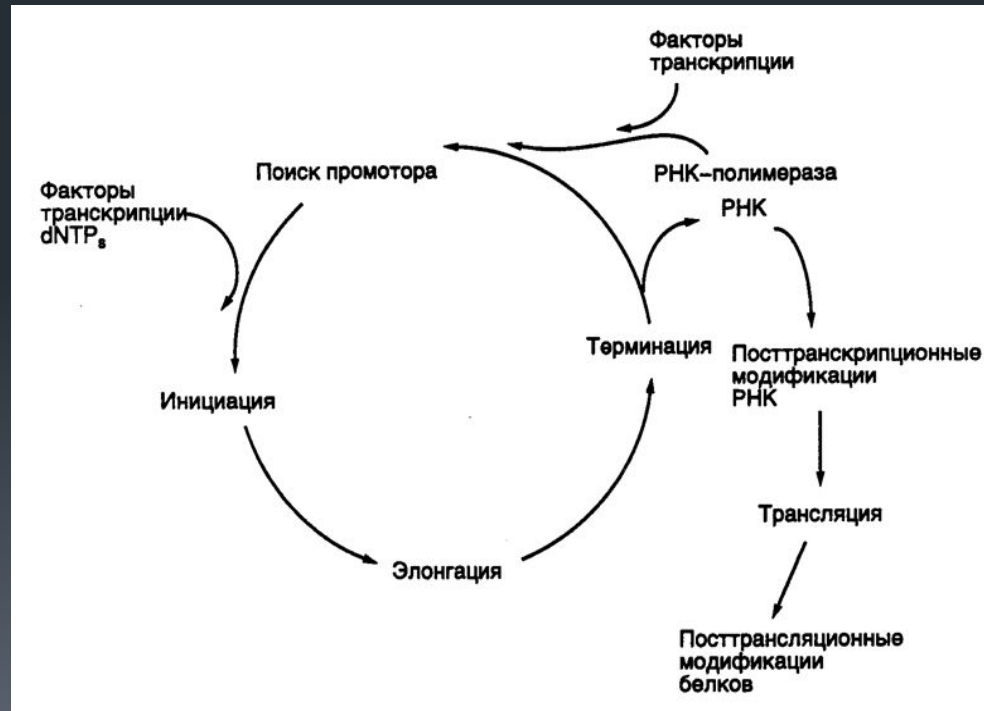 Факторы
транскрипции
Поиск промотора
РНК-полимераза
РНК
Факторы
транскрипции
dNTPs
Терминация
Посттранскрипционные
модификации
РНК
Инициация
Трансляция
Элонгация
Посттрансляционные
модификации
белков